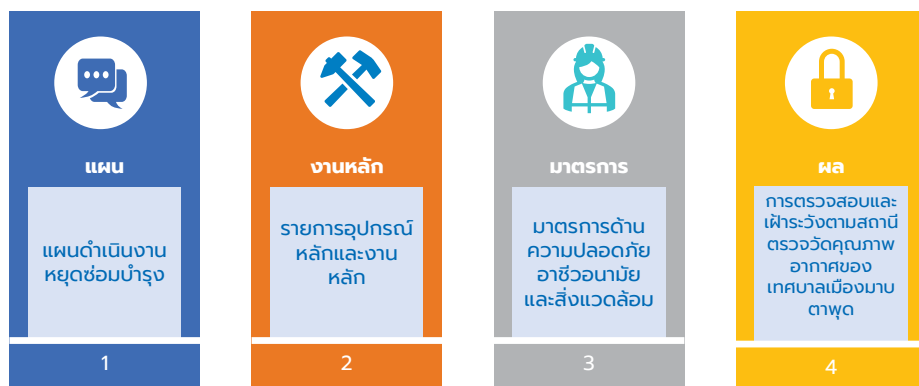 แผน
แผนดำเนินงาน
หยุดซ่อมบำรุง
1
งานหลัก
รายการอุปกรณ์
หลักและงาน
หลัก
2
มาตรการ
มาตรการด้าน
ความปลอดภัย
อาชีวอนามัย
และสิ่งแวดล้อม
3
ผล
การตรวจสอบและ
เฝ้าระวังตามสถานี
ตรวจวัดคุณภาพ
อากาศของ
เทศบาลเมืองมาบ
ตาพุด
4